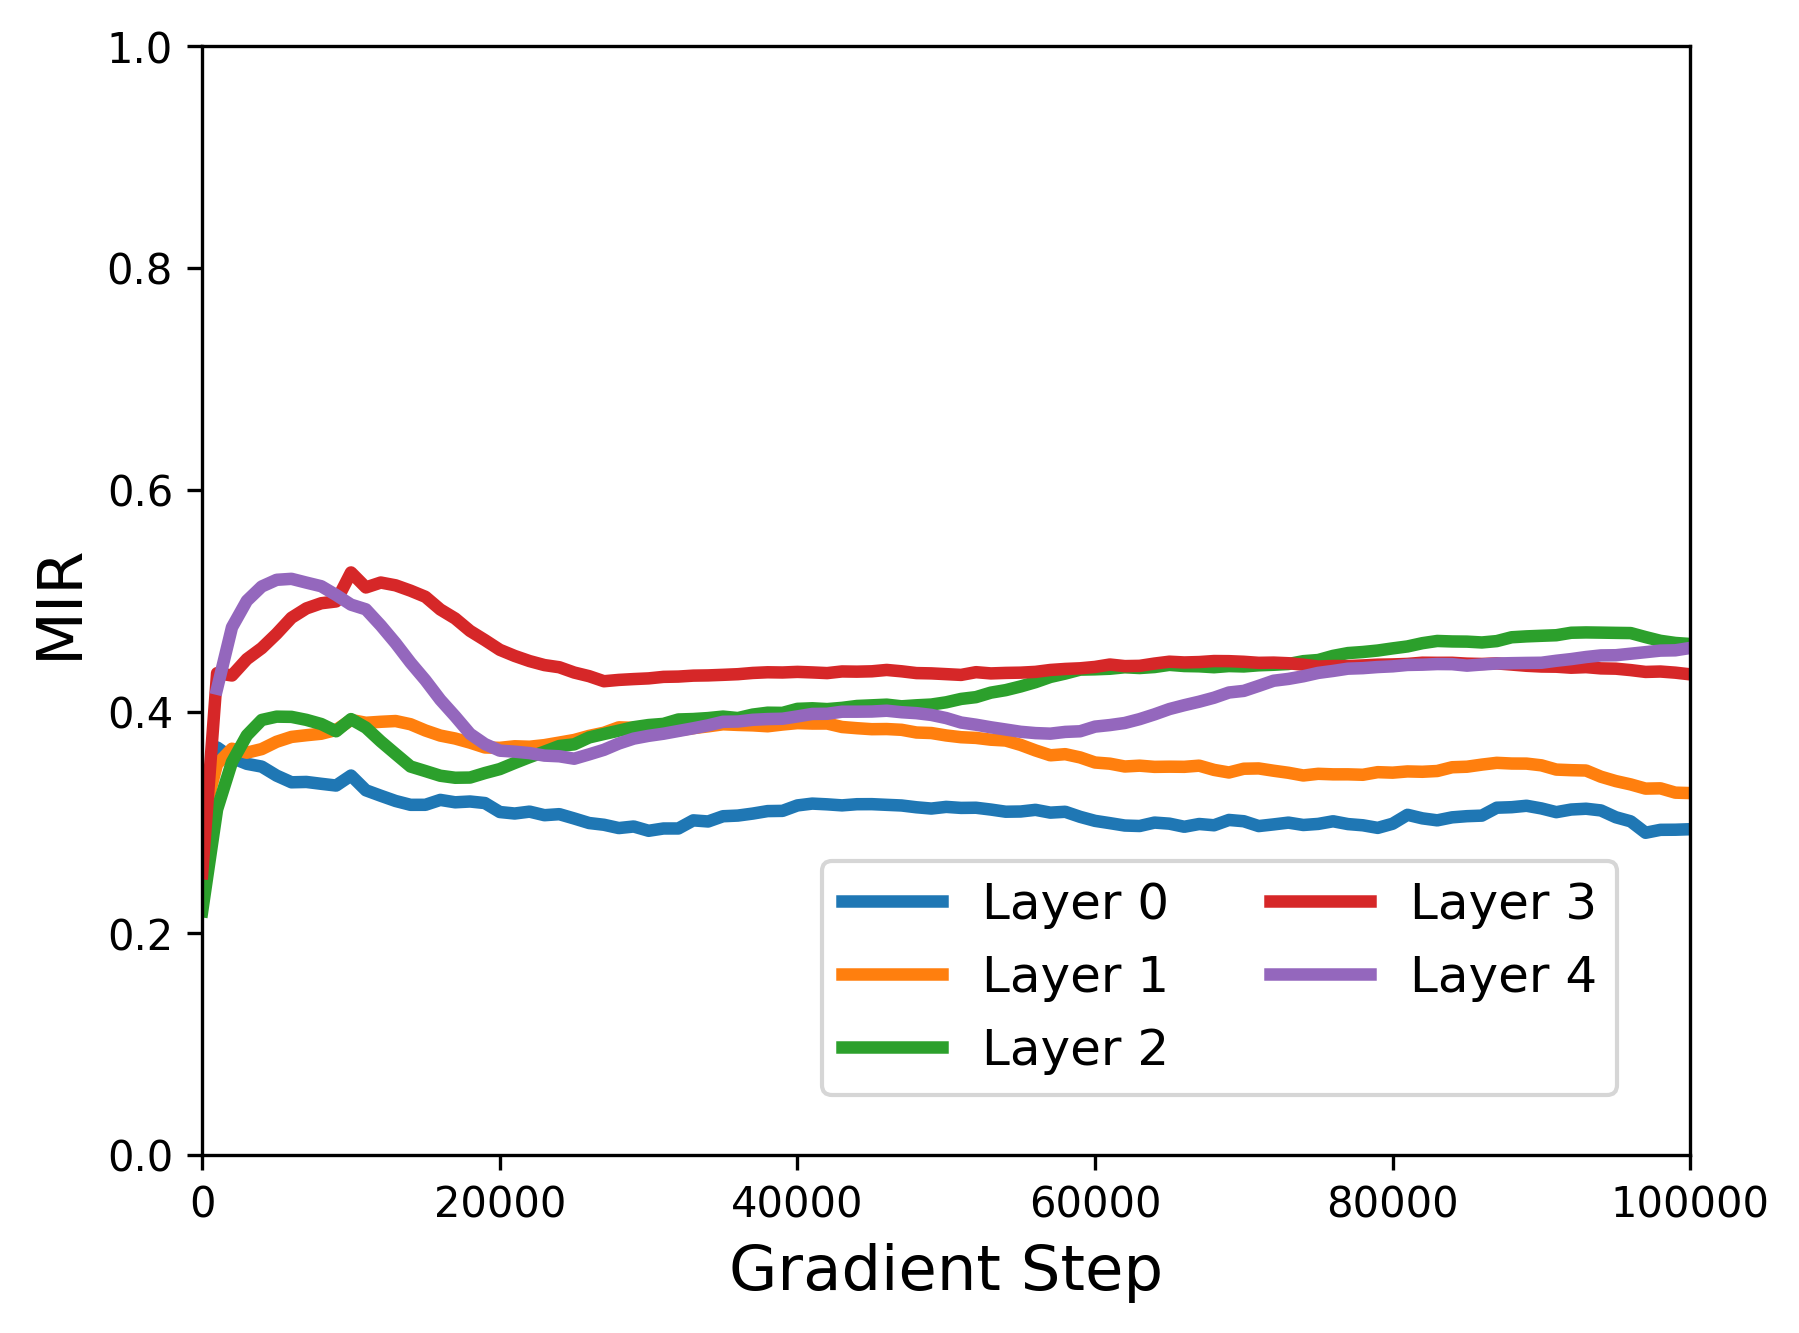 1.0
0.8
0.6
0.4
0.2
0.0
MIR
0 20000 40000 60000 80000 100000
Gradient Step
Layer 0
Layer 1
Layer 2
Layer 3
Layer 4